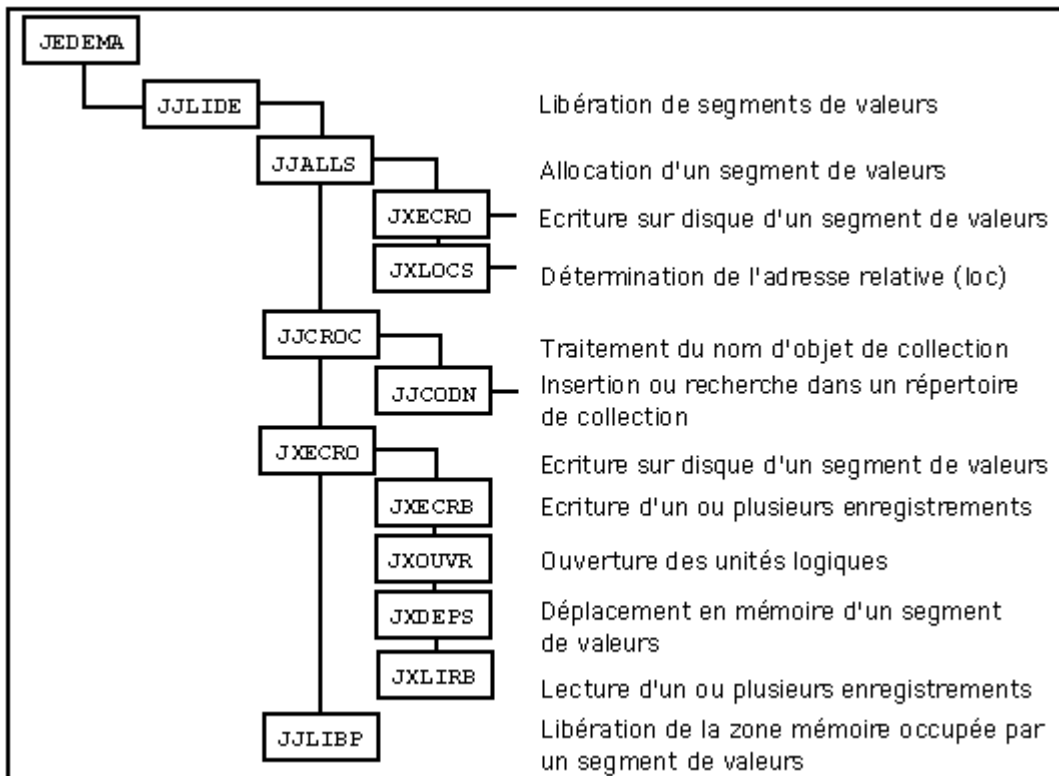 JEDEMA
JJLIDE Libération de segments de valeurs
JJALLS Allocation d'un segment de valeurs
JXECRO Ecriture sur disque d'un segment de valeurs
JXLOCS Détermination de l'adresse relative (loc)
JJCROC Traitement du nom d'objet de collection
JJCODN Insertion ou recherche dans un répertoire
de collection
JXECRO Ecriture sur disque d'un segment de valeurs
JXECRB Ecriture d'un ou plusieurs enregistrements
JXOUVR Ouverture des unités logiques
JXDEPS Déplacement en mémoire d'un segment
de valeurs
JXLIRB Lecture d'un ou plusieurs enregistrements
JJLIBP Libération de la zone mémoire occupée par
un segment de valeurs